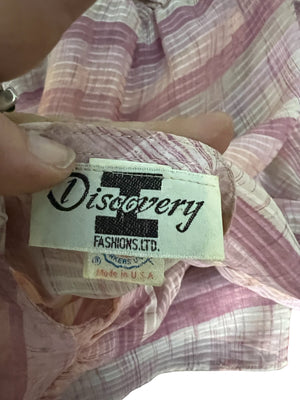 Discovery
I
FASHIONS, LTD.
Made in U.S.A.